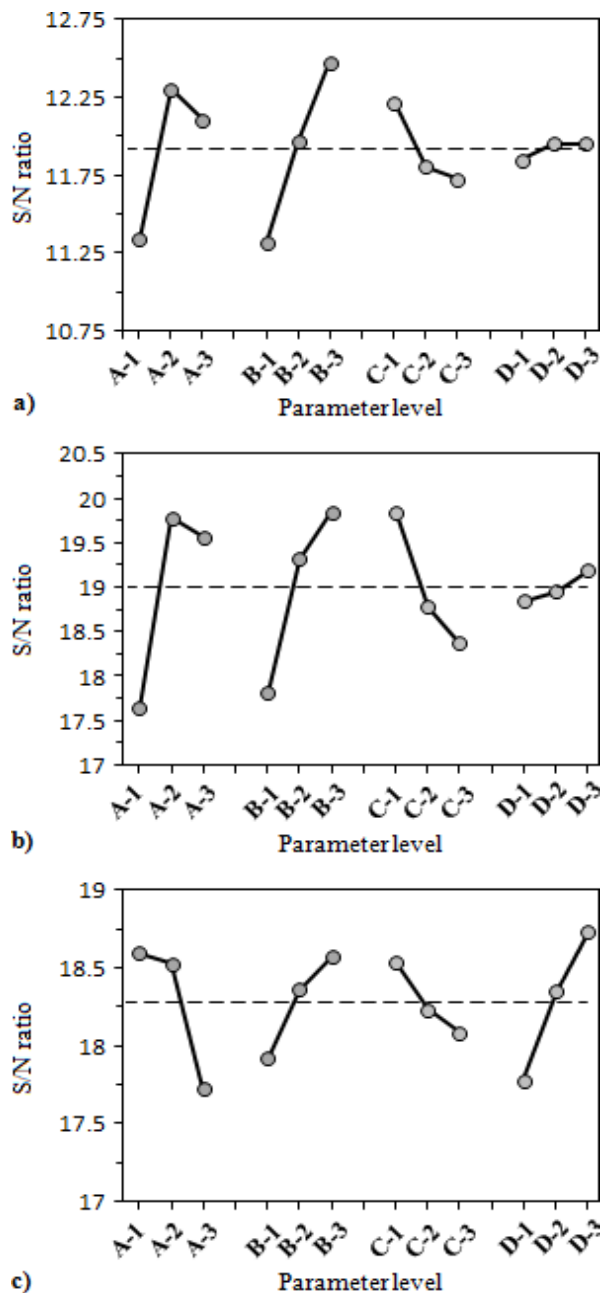 12.75
12.25
11.75
11.25
10.75
S/N ratio
A-1 A-2 A-3 B-1 B-2 B-3 C-1 C-2 C-3 D-1 D-2 D-3
a)
Parameter level
20.5
20
19.5
19
18.5
18
17.5
17
S/N ratio
A-1 A-2 A-3 B-1 B-2 B-3 C-1 C-2 C-3 D-1 D-2 D-3
b)
Parameter level
19
18.5
18
17.5
17
S/N ratio
A-1 A-2 A-3 B-1 B-2 B-3 C-1 C-2 C-3 D-1 D-2 D-3
c)
Parameter level